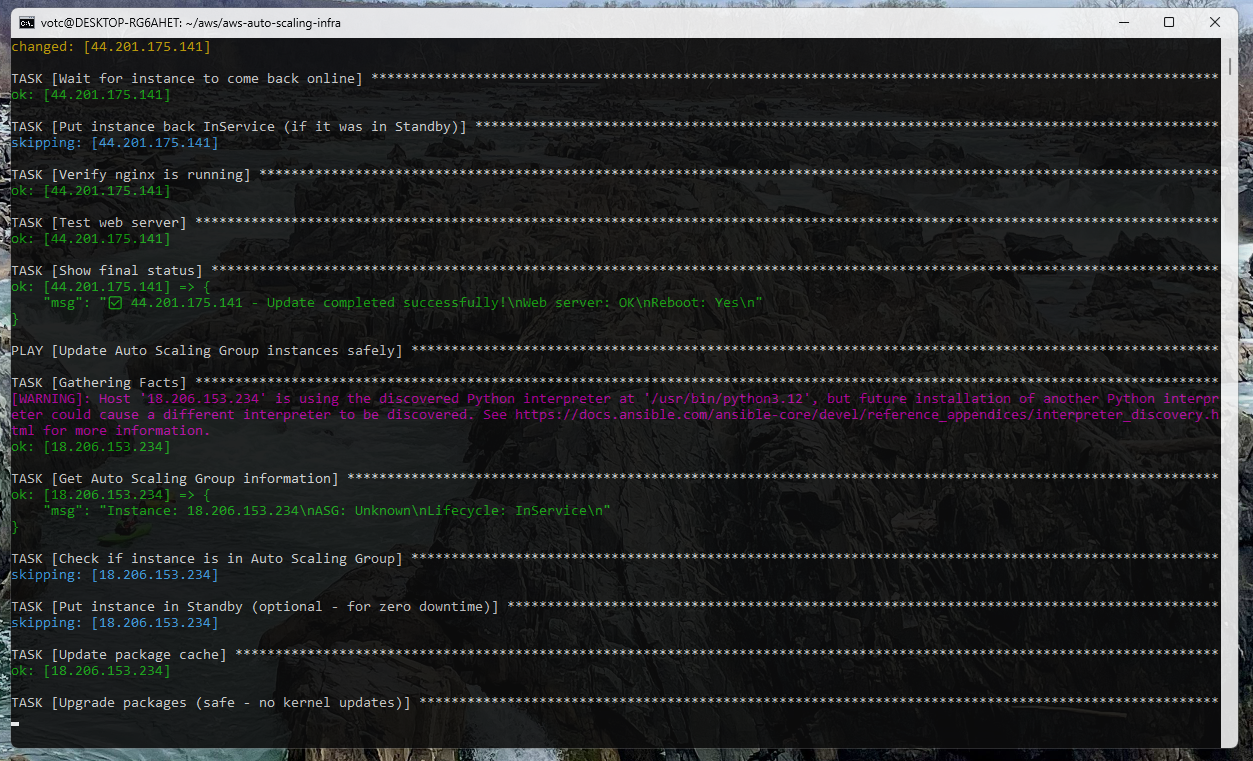 votc@DESKTOP-RG6AHET: ~/aws/aws-auto-scaling-infra
changed: [44.201.175.141]
TASK [Wait for instance to come back online] **********************************************************************************************************
ok: [44.201.175.141]
TASK [Put instance back InService (if it was in Standby)] *********************************************************************************************
skipping: [44.201.175.141]
TASK [Verify nginx is running] ************************************************************************************************************************
ok: [44.201.175.141]
TASK [Test web server] ********************************************************************************************************************************
ok: [44.201.175.141]
TASK [Show final status] ******************************************************************************************************************************
ok: [44.201.175.141] => {
    "msg": "✅ 44.201.175.141 - Update completed successfully!\nWeb server: OK\nReboot: Yes\n"
}
PLAY [Update Auto Scaling Group instances safely] *****************************************************************************************************
TASK [Gathering Facts] ********************************************************************************************************************************
[WARNING]: Host '18.206.153.234' is using the discovered Python interpreter at '/usr/bin/python3.12', but future installation of another Python interpr
eter could cause a different interpreter to be discovered. See https://docs.ansible.com/ansible-core/devel/reference_appendices/interpreter_discovery.h
tml for more information.
ok: [18.206.153.234]
TASK [Get Auto Scaling Group information] *************************************************************************************************************
ok: [18.206.153.234] => {
    "msg": "Instance: 18.206.153.234\nASG: Unknown\nLifecycle: InService\n"
}
TASK [Check if instance is in Auto Scaling Group] *****************************************************************************************************
skipping: [18.206.153.234]
TASK [Put instance in Standby (optional - for zero downtime)] *****************************************************************************************
skipping: [18.206.153.234]
TASK [Update package cache] ***************************************************************************************************************************
ok: [18.206.153.234]
TASK [Upgrade packages (safe - no kernel updates)] ****************************************************************************************************